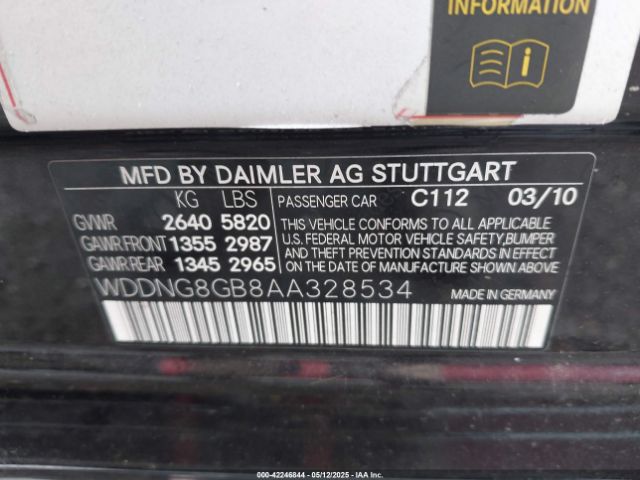 INFORMATION
i
MFD BY DAIMLER AG STUTTGART
KG LBS PASSENGER CAR C112 03/10
GVWR 2640 5820 THIS VEHICLE CONFORMS TO ALL APPLICABLE
GAWR.FRONT 1355 2987 U.S. FEDERAL MOTOR VEHICLE SAFETY,BUMPER
GAWR.REAR 1345 2965 AND THEFT PREVENTION STANDARDS IN EFFECT
ON THE DATE OF MANUFACTURE SHOWN ABOVE.
WDDNG8GB8AA328534 MADE IN GERMANY
000-42246844 - 05/12/2025 - IAA Inc.